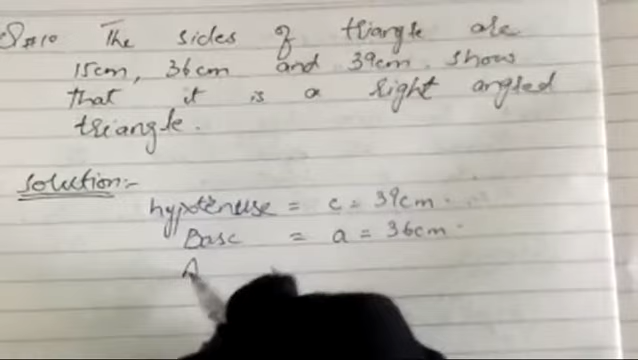 Q#10 The sides of triangle are
15cm, 36cm and 39cm. show
that it is a right angled
triangle.
Solution:-
hypotenuse = c = 39cm.
Base = a = 36cm.
A